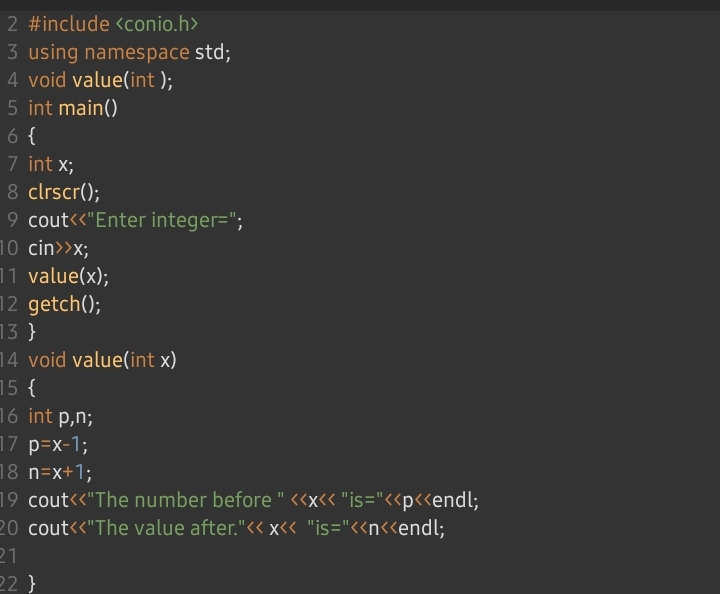 2 #include <conio.h>
3 using namespace std;
4 void value(int );
5 int main()
6 {
7 int x;
8 clrscr();
9 cout<<"Enter integer=";
10 cin>>x;
11 value(x);
12 getch();
13 }
14 void value(int x)
15 {
16 int p,n;
17 p=x-1;
18 n=x+1;
19 cout<<"The number before " <<x<< "is="<<p<<endl;
20 cout<<"The value after."<< x<<  "is="<<n<<endl;
21
22 }